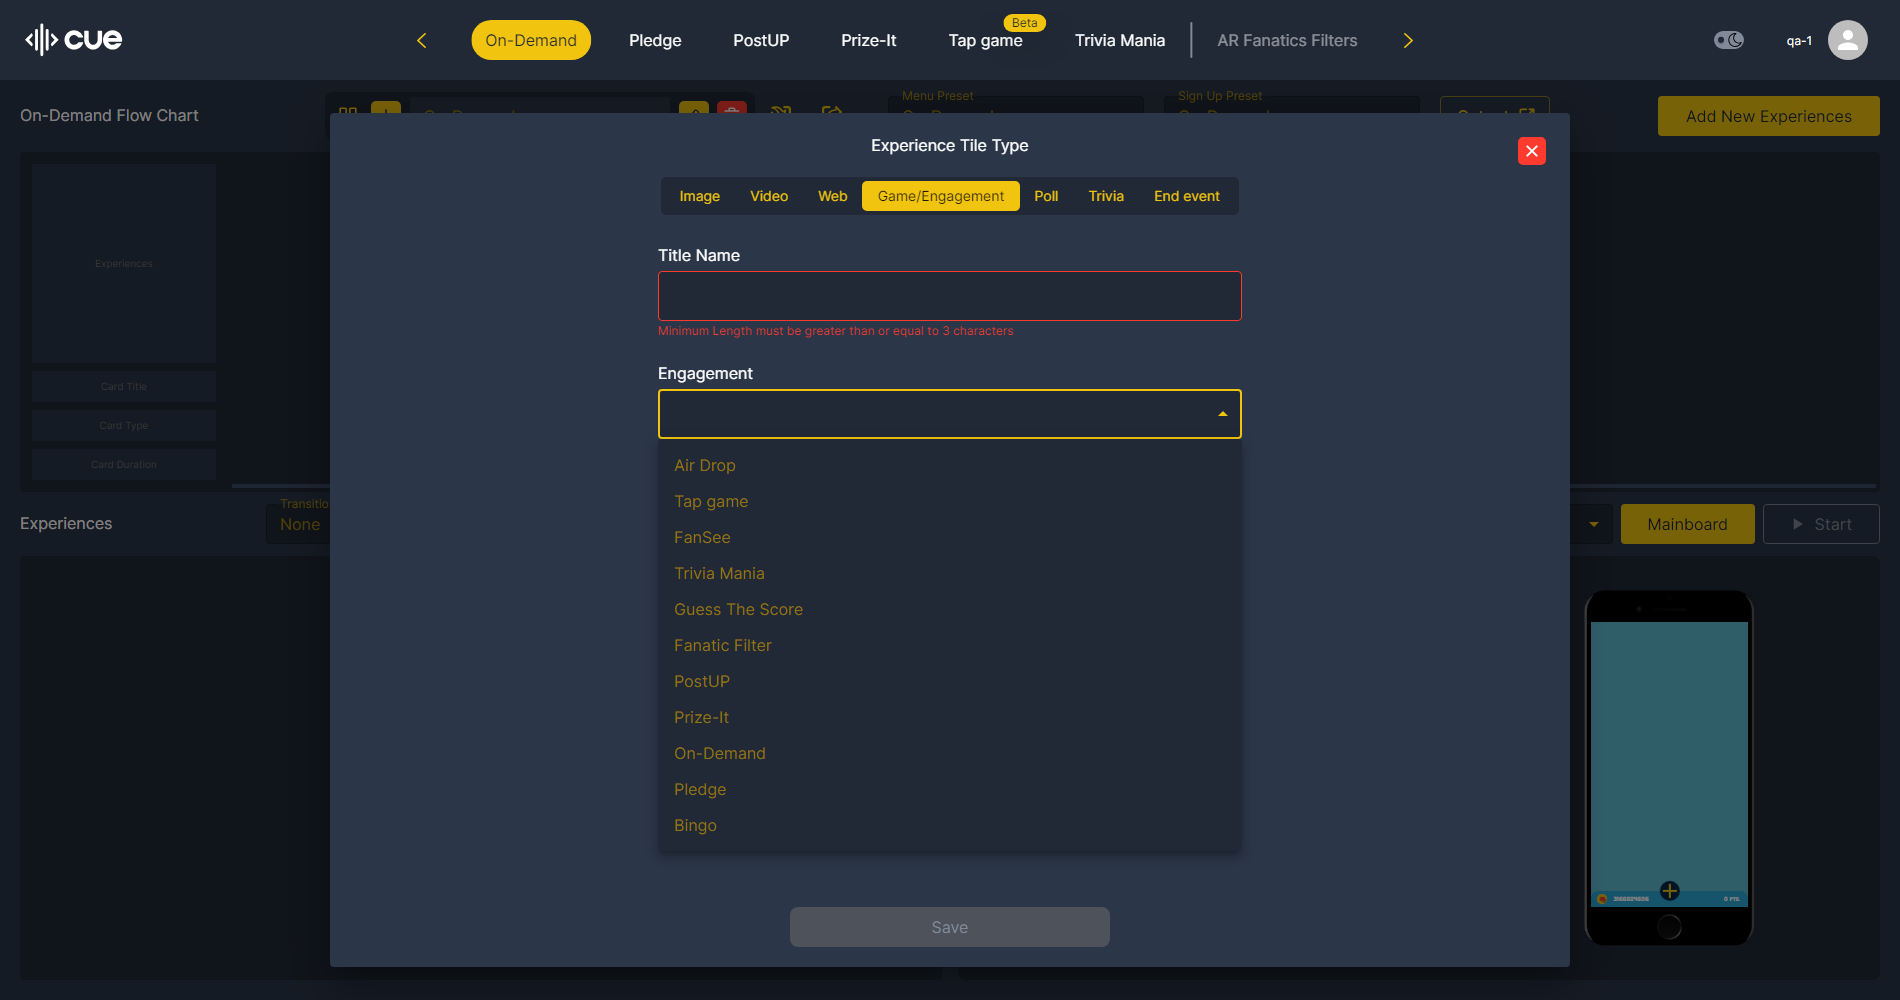 cue
On-Demand
Pledge
PostUP
Prize-It
Tap game
Beta
Trivia Mania
AR Fanatics Filters
qa-1
On-Demand Flow Chart
Menu Preset
Sign Up Preset
Add New Experiences
Experience Tile Type
Image
Video
Web
Game/Engagement
Poll
Trivia
End event
Experiences
Card Title
Card Type
Card Duration
Title Name
Minimum Length must be greater than or equal to 3 characters
Engagement
Air Drop
Tap game
FanSee
Trivia Mania
Guess The Score
Fanatic Filter
PostUP
Prize-It
On-Demand
Pledge
Bingo
Save
Experiences
None
Mainboard
Start
0 PTS.